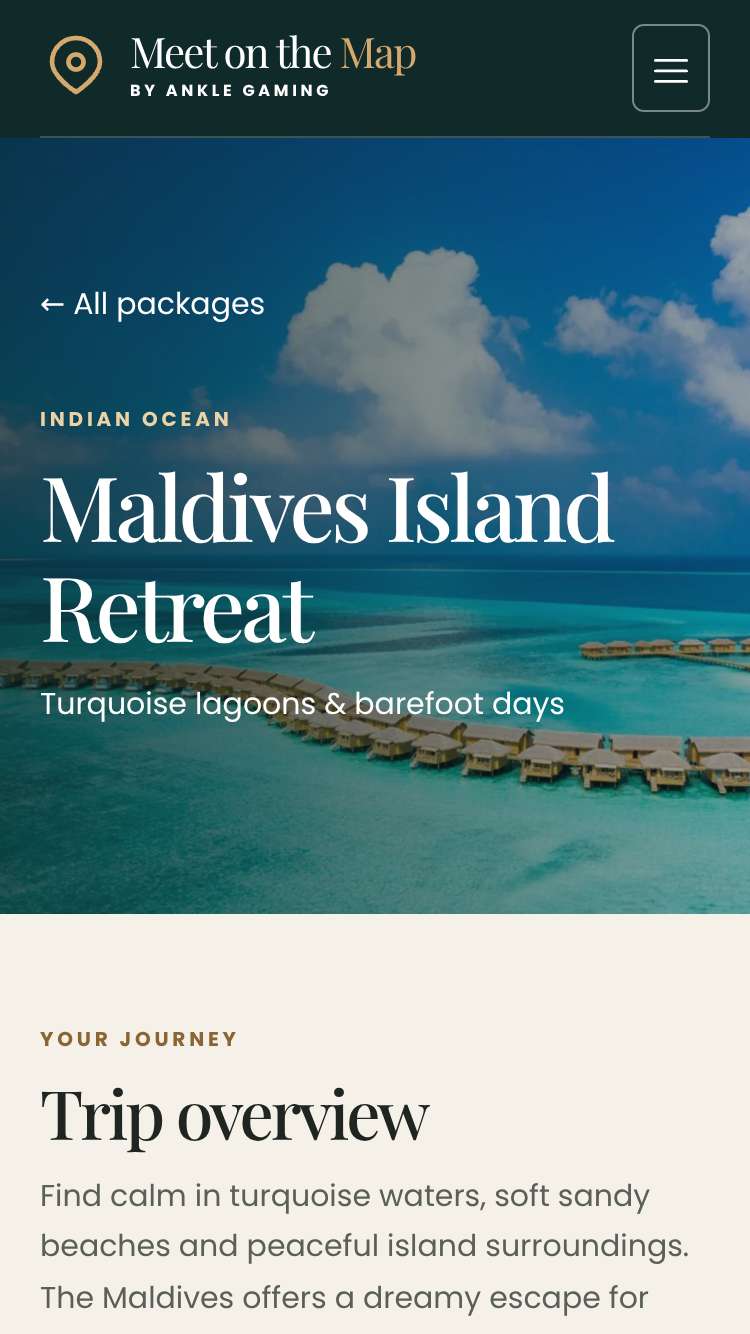 Meet on the Map
BY ANKLE GAMING
← All packages
INDIAN OCEAN
Maldives Island
Retreat
Turquoise lagoons & barefoot days
YOUR JOURNEY
Trip overview
Find calm in turquoise waters, soft sandy
beaches and peaceful island surroundings.
The Maldives offers a dreamy escape for